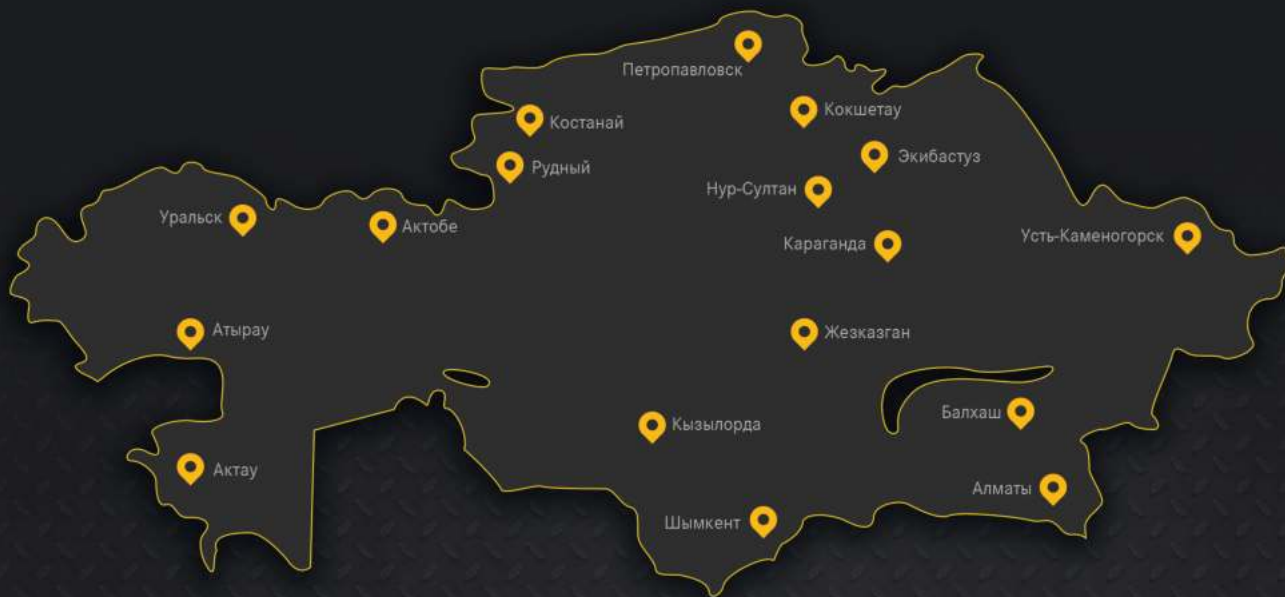 Петропавловск
Кокшетау
Костанай
Экибастуз
Рудный
Нур-Султан
Уральск
Актобе
Караганда
Усть-Каменогорск
Атырау
Жезказган
Балхаш
Кызылорда
Актау
Алматы
Шымкент